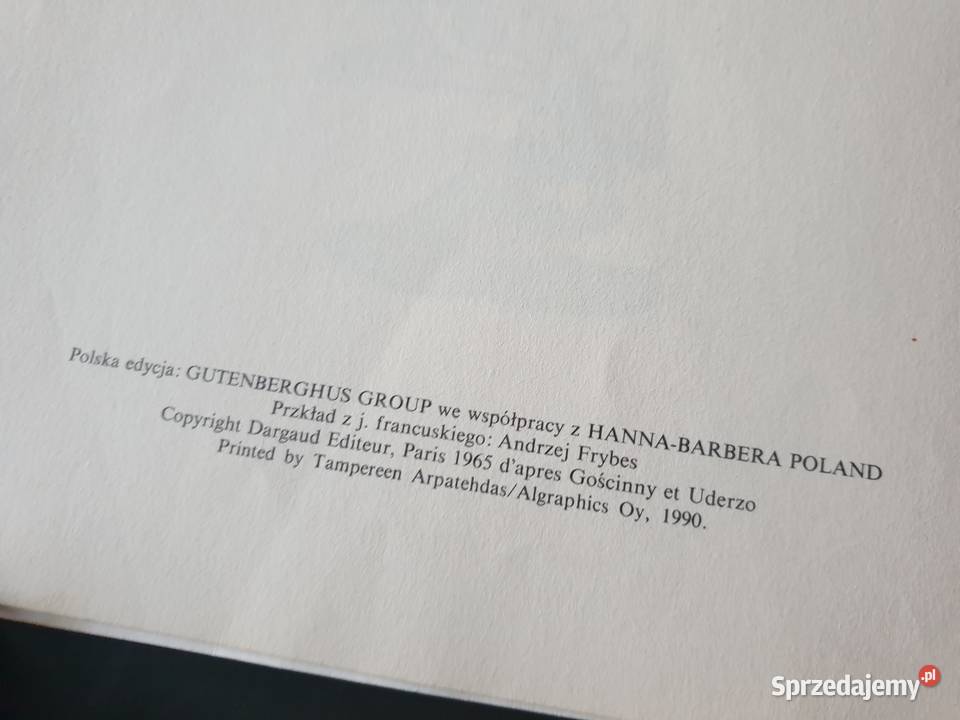 Polska edycja: GUTENBERGHUS GROUP we współpracy z HANNA-BARBERA POLAND
Przkład z j. francuskiego: Andrzej Frybes
Copyright Dargaud Editeur, Paris 1965 d'apres Gościnny et Uderzo
Printed by Tampereen Arpatehdas/Algraphics Oy, 1990.
Sprzedajemy.pl